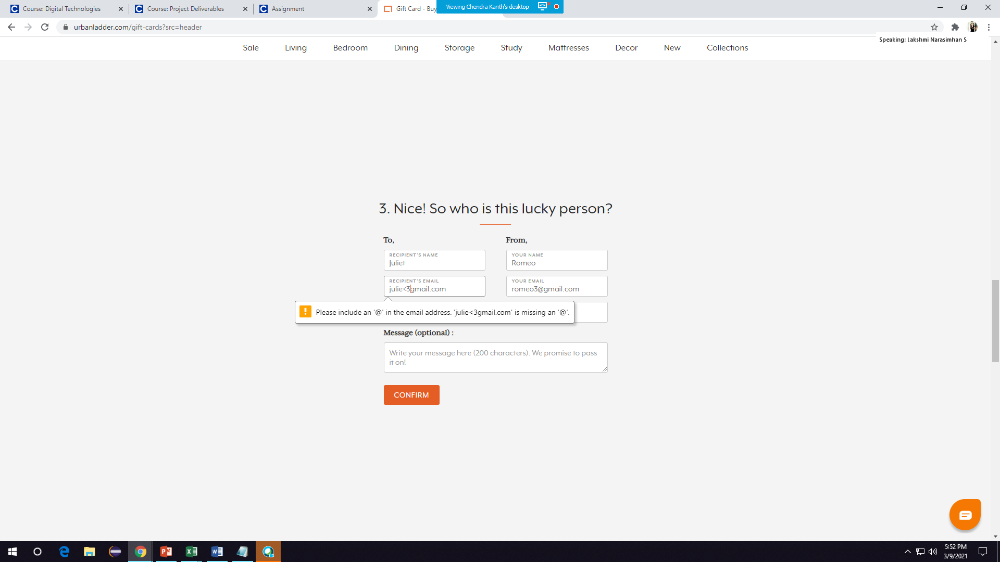 Course: Digital Technologies
Course: Project Deliverables
Assignment
Gift Card - Buy
Viewing Chendra Kanth's desktop
urbanladder.com/gift-cards?src=header
Speaking: Lakshmi Narasimhan S
Sale Living Bedroom Dining Storage Study Mattresses Decor New Collections
3. Nice! So who is this lucky person?
To, From,
RECIPIENT'S NAME YOUR NAME
Juliet Romeo
RECIPIENT'S EMAIL YOUR EMAIL
julie<3gmail.com romeo3@gmail.com
Please include an '@' in the email address. 'julie<3gmail.com' is missing an '@'.
Message (optional) :
Write your message here (200 characters). We promise to pass
it on!
CONFIRM
5:52 PM
3/9/2021